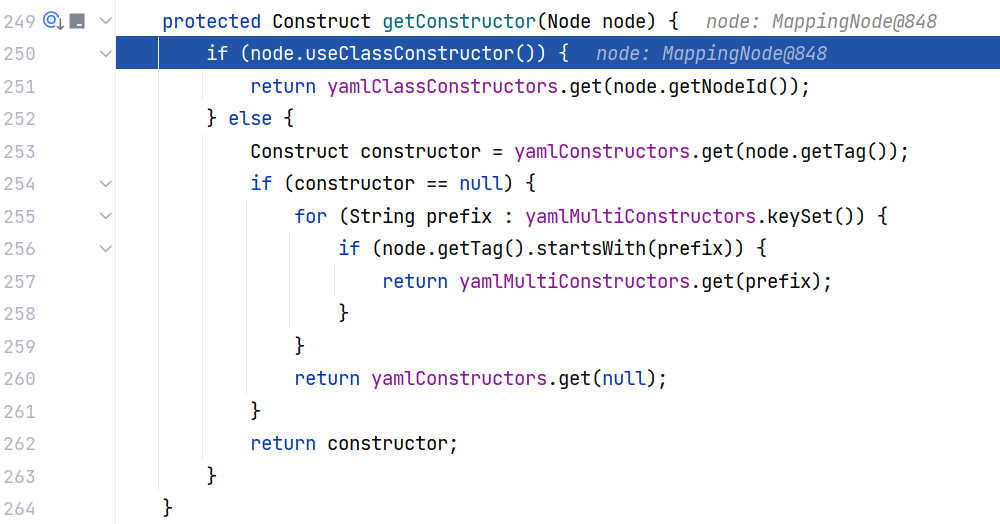 249 protected Construct getConstructor(Node node) { node: MappingNode@848
250 if (node.useClassConstructor()) { node: MappingNode@848
251 return yamlClassConstructors.get(node.getNodeId());
252 } else {
253 Construct constructor = yamlConstructors.get(node.getTag());
254 if (constructor == null) {
255 for (String prefix : yamlMultiConstructors.keySet()) {
256 if (node.getTag().startsWith(prefix)) {
257 return yamlMultiConstructors.get(prefix);
258 }
259 }
260 return yamlConstructors.get(null);
261 }
262 return constructor;
263 }
264 }